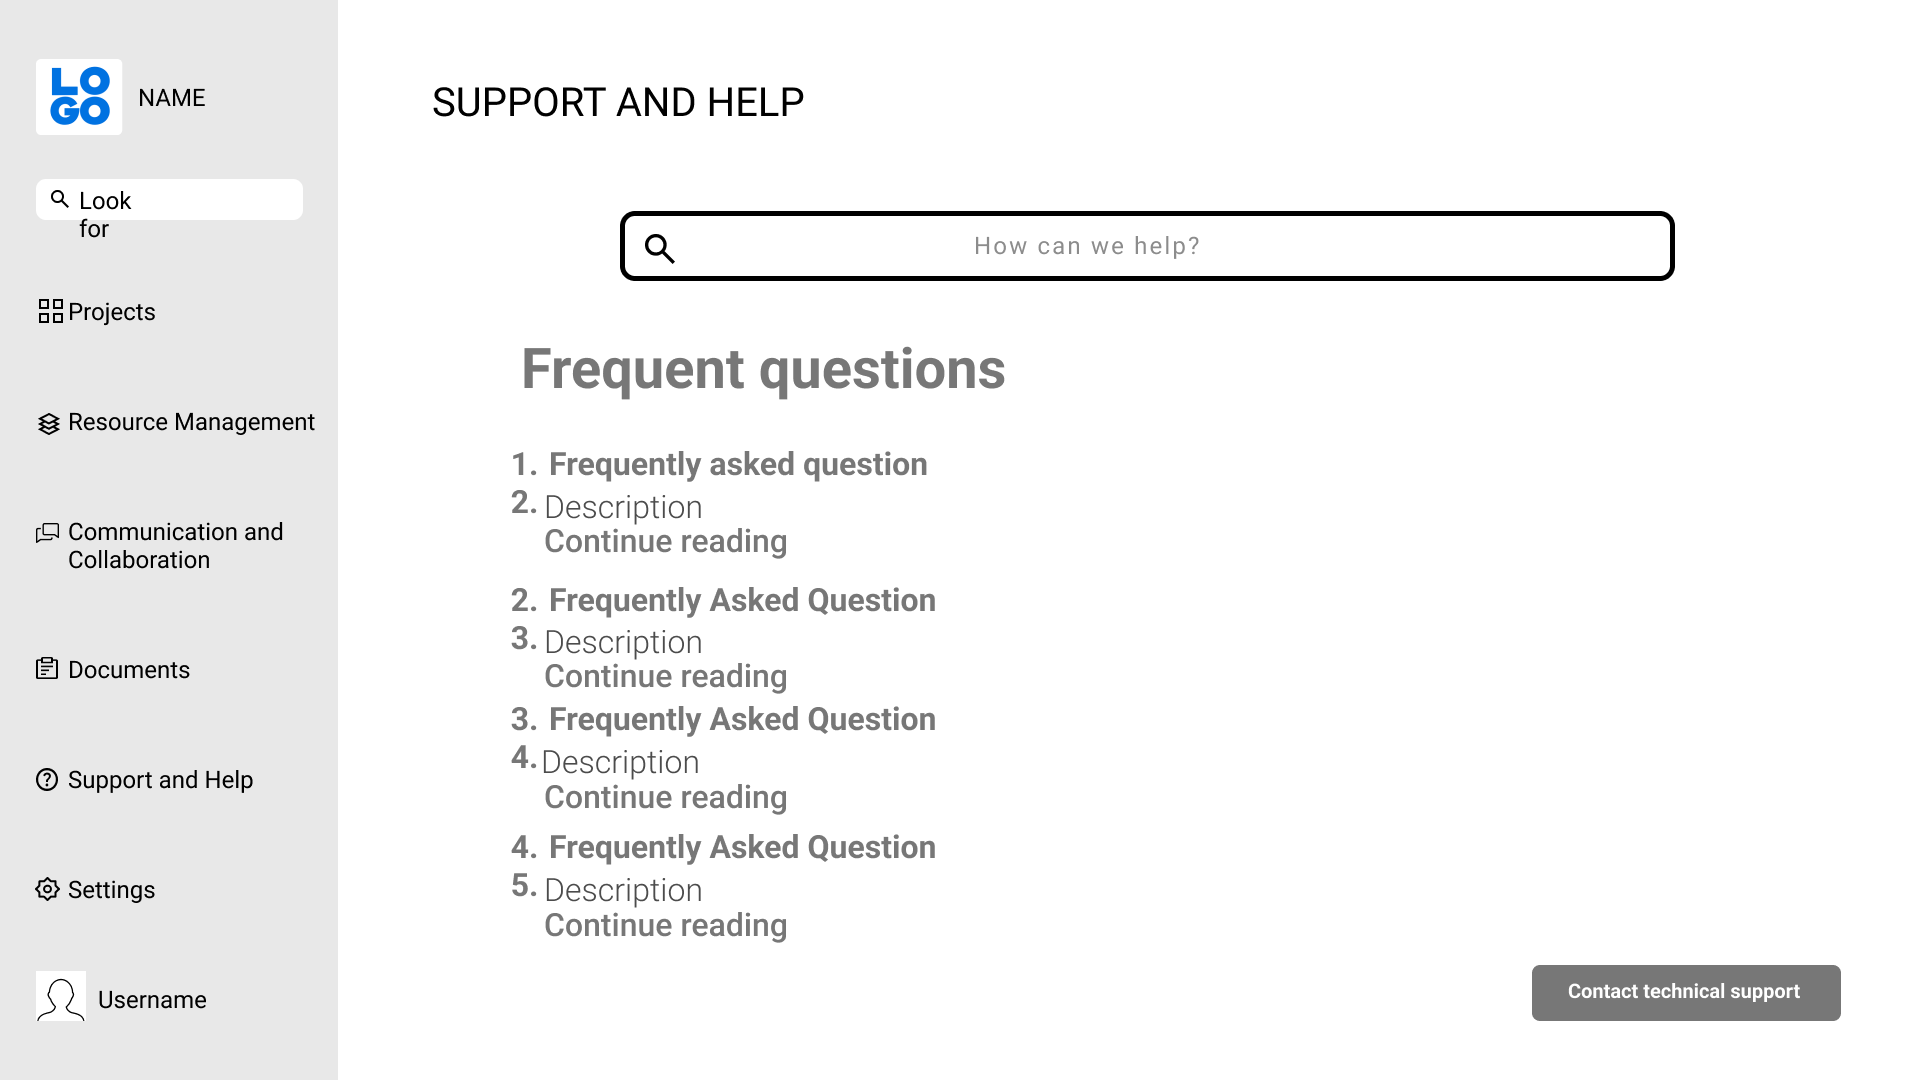 LO
GO
NAME
Look
for
Projects
Resource Management
Communication and
Collaboration
Documents
Support and Help
Settings
Username
SUPPORT AND HELP
How can we help?
Frequent questions
1. Frequently asked question
2. Description
Continue reading
2. Frequently Asked Question
3. Description
Continue reading
3. Frequently Asked Question
4. Description
Continue reading
4. Frequently Asked Question
5. Description
Continue reading
Contact technical support